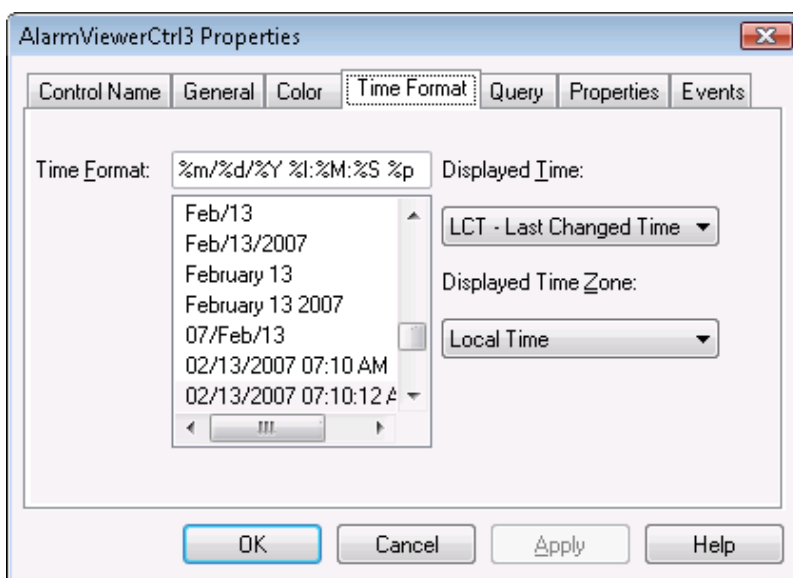 AlarmViewerCtrl3 Properties
Control Name General Color Time Format Query Properties Events
Time Format: %m/%d/%Y %I:%M:%S %p
Feb/13
Feb/13/2007
February 13
February 13 2007
07/Feb/13
02/13/2007 07:10 AM
02/13/2007 07:10:12 A
Displayed Time:
LCT - Last Changed Time
Displayed Time Zone:
Local Time
OK Cancel Apply Help